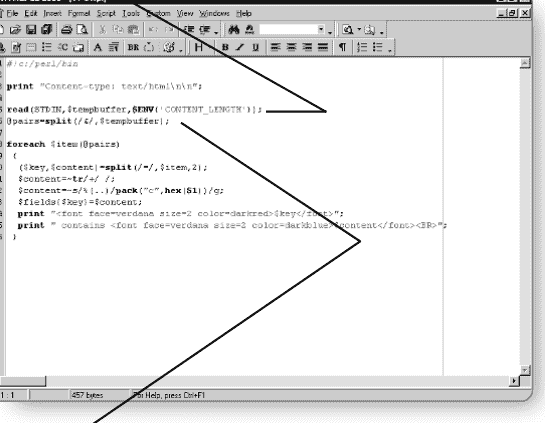 File Edit Insert Format Script Tools Custom View Windows Help
#!c:/perl/bin
print "Content-type: text/html\n\n";
read(STDIN,$tempbuffer,$ENV{'CONTENT_LENGTH'});
@pairs=split(/&/,$tempbuffer);
foreach $item(@pairs)
{
($key,$content)=split(/=/,$item,2);
$content=~tr/+/ /;
$content=~s/%(..)/pack("c",hex($1))/g;
$fields{$key}=$content;
print "<font face=verdana size=2 color=darkred>$key</font>";
print " contains <font face=verdana size=2 color=darkblue>$content</font><BR>";
}
1 : 1 457 bytes For Help, press Ctrl+F1